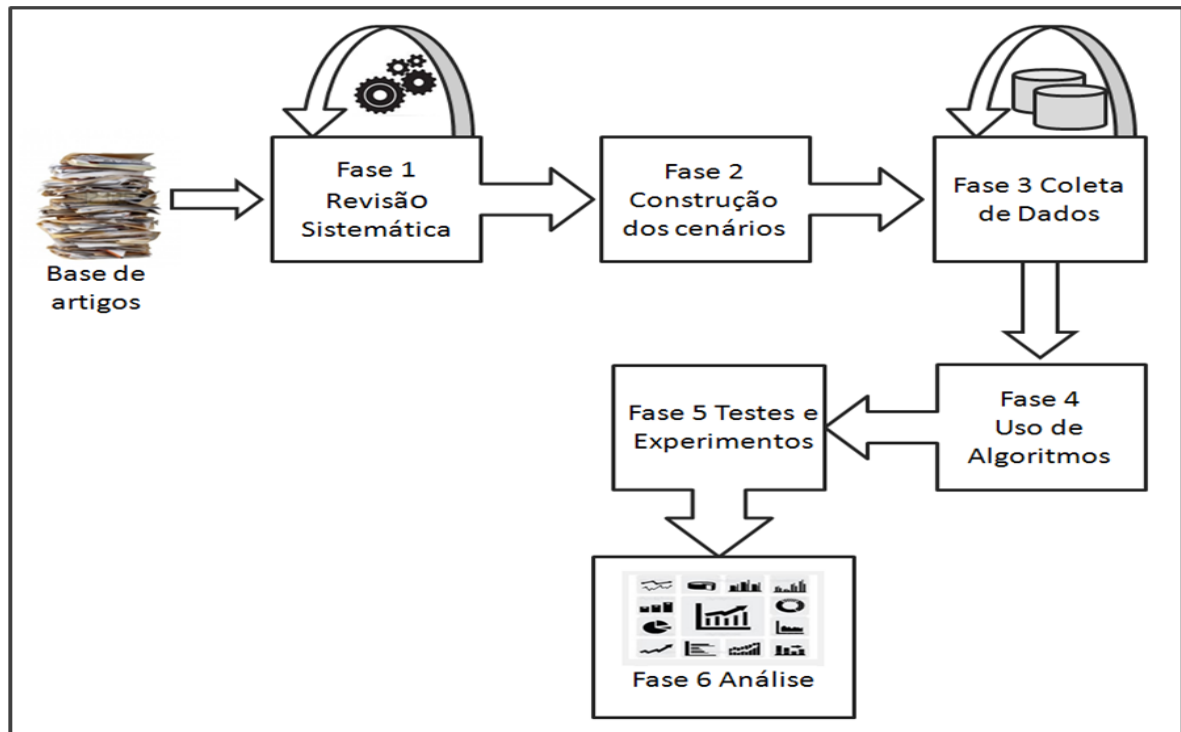 Base de
artigos
Fase 1
Revisão
Sistemática
Fase 2
Construção
dos cenários
Fase 3 Coleta
de Dados
Fase 4
Uso de
Algoritmos
Fase 5 Testes e
Experimentos
Fase 6 Análise